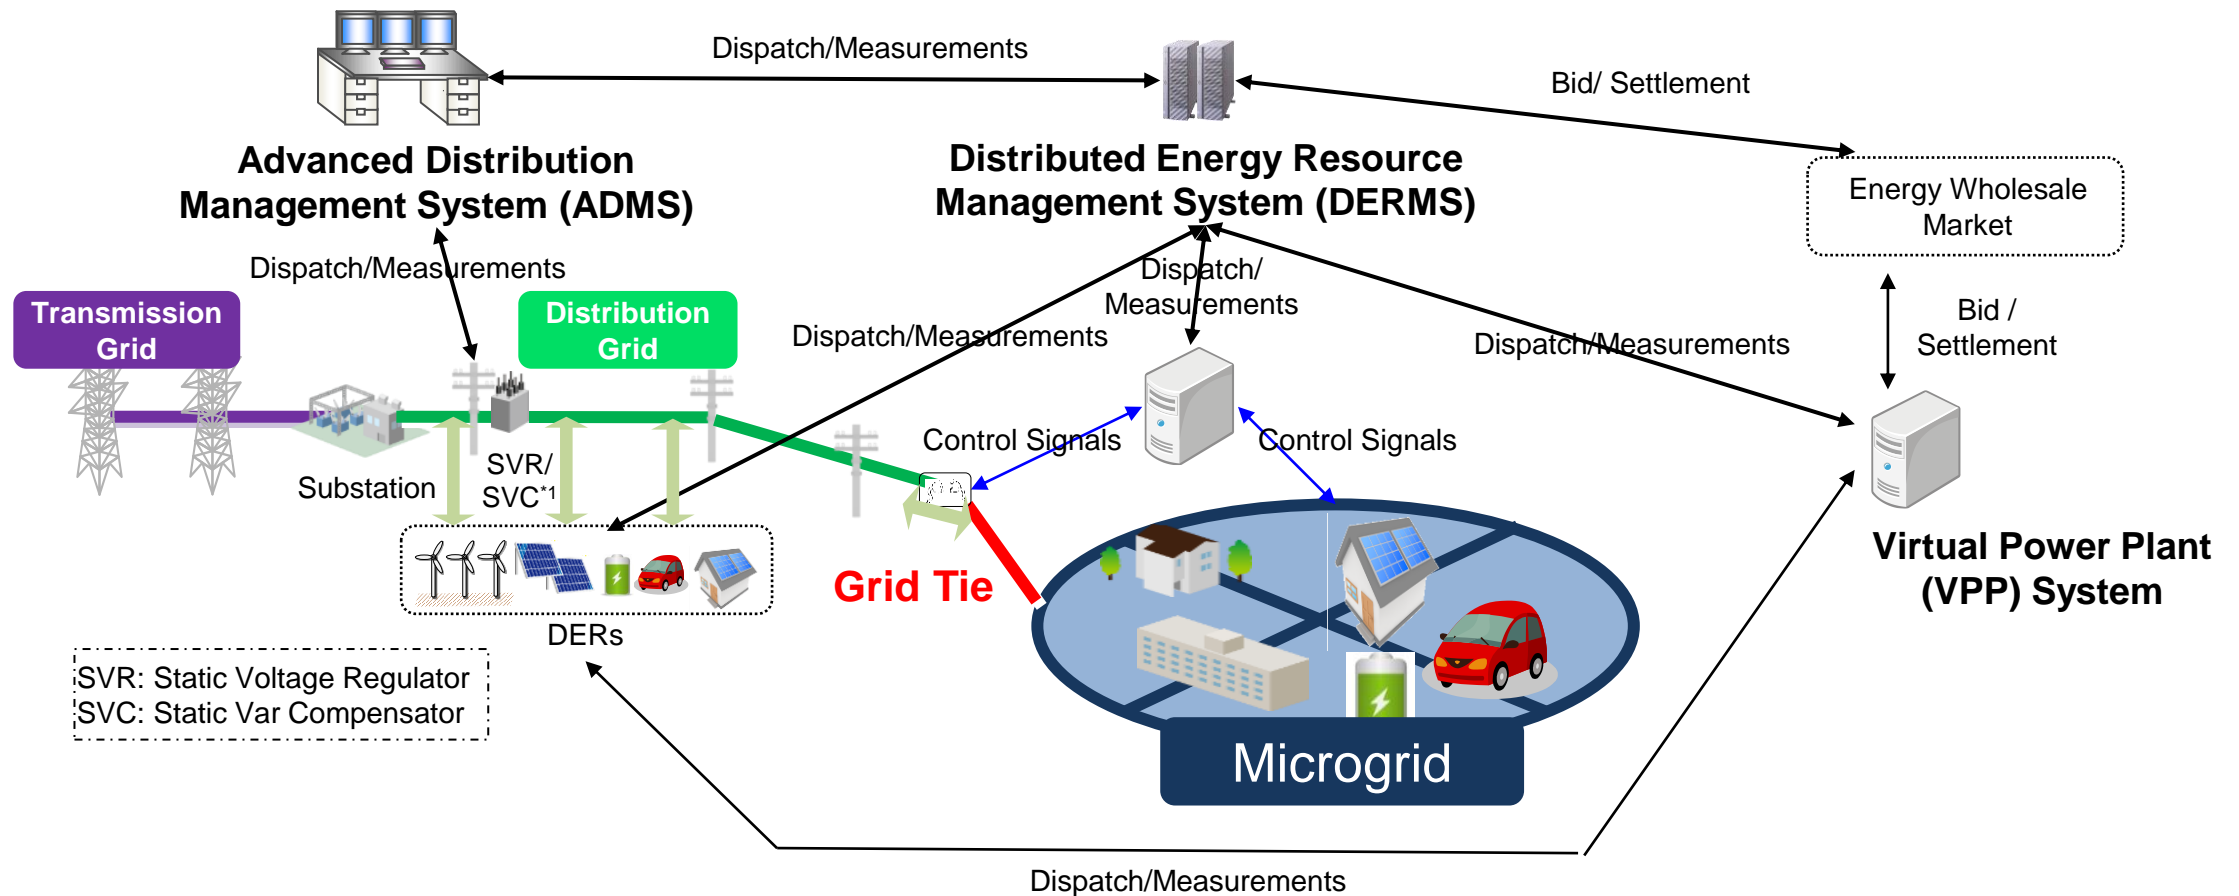 Dispatch/Measurements
Bid/ Settlement
Advanced Distribution
Management System (ADMS)
Distributed Energy Resource
Management System (DERMS)
Energy Wholesale
Market
Dispatch/Measurements
Dispatch/
Measurements
Transmission
Grid
Distribution
Grid
Dispatch/Measurements
Dispatch/Measurements
Bid /
Settlement
Control Signals
Control Signals
Substation
SVR/
SVC*1
Virtual Power Plant
(VPP) System
Grid Tie
DERs
SVR: Static Voltage Regulator
SVC: Static Var Compensator
Microgrid
Dispatch/Measurements